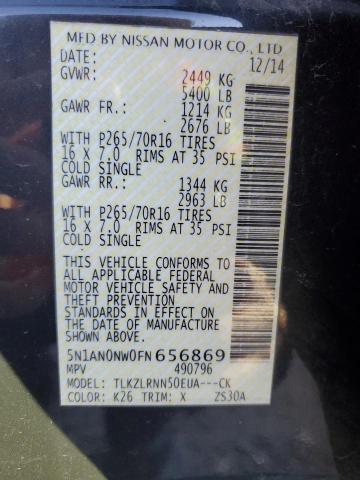 MFD BY NISSAN MOTOR CO., LTD
DATE: 12/14
GVWR: 2449 KG
5400 LB
GAWR FR.: 1214 KG
2676 LB
WITH P265/70R16 TIRES
16 X 7.0 RIMS AT 35 PSI
COLD SINGLE
GAWR RR.: 1344 KG
2963 LB
WITH P265/70R16 TIRES
16 X 7.0 RIMS AT 35 PSI
COLD SINGLE
THIS VEHICLE CONFORMS TO
ALL APPLICABLE FEDERAL
MOTOR VEHICLE SAFETY AND
THEFT PREVENTION
STANDARDS IN EFFECT ON
THE DATE OF MANUFACTURE
SHOWN ABOVE.
5N1AN0NW0FN656869
MPV 490796
MODEL: TLKZLRNN50EUA---CK
COLOR: K26 TRIM: X ZS30A